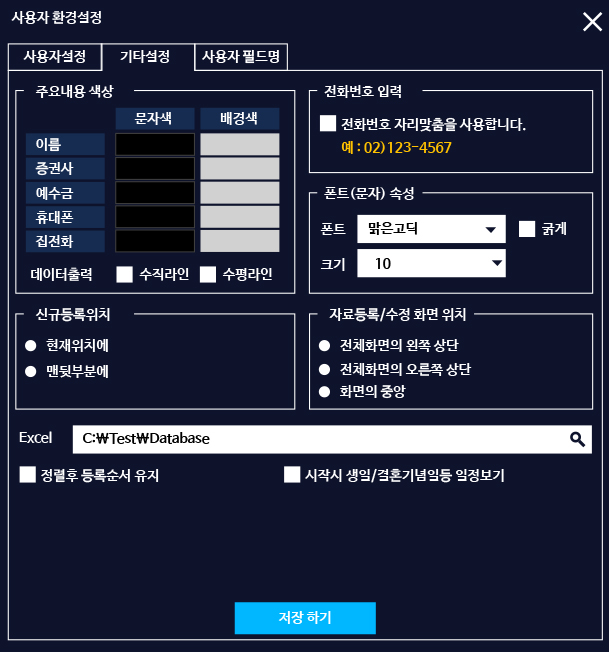 사용자 환경설정
사용자설정 기타설정 사용자 필드명
주요내용 색상
문자색 배경색
이름
증권사
예수금
휴대폰
집전화
데이터출력 수직라인 수평라인
전화번호 입력
전화번호 자리맞춤을 사용합니다.
예 : 02)123-4567
폰트(문자) 속성
폰트 맑은고딕 굵게
크기 10
신규등록위치
현재위치에
맨뒷부분에
자료등록/수정 화면 위치
전체화면의 왼쪽 상단
전체화면의 오른쪽 상단
화면의 중앙
Excel C:₩Test₩Database
정렬후 등록순서 유지 시작시 생일/결혼기념일등 일정보기
저장 하기